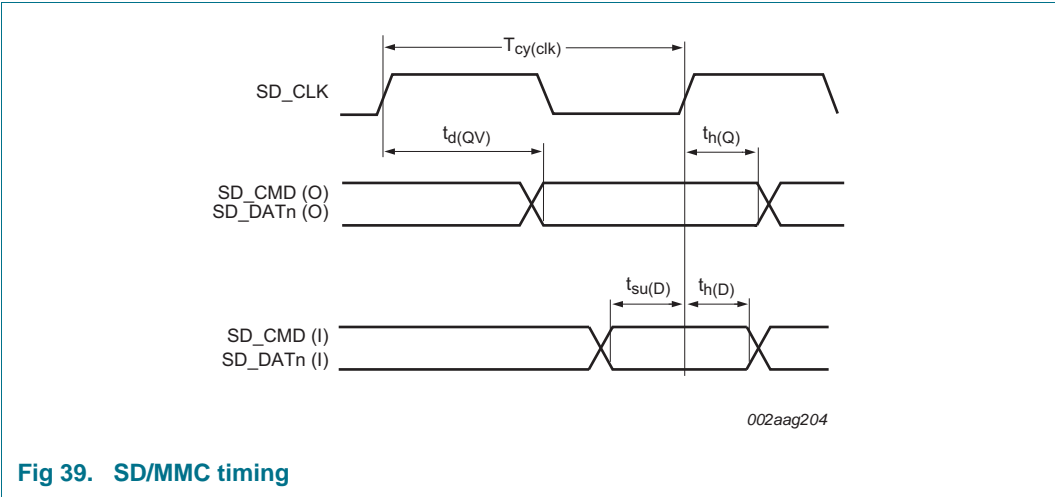 Tcy(clk)
SD_CLK
td(QV)
th(Q)
SD_CMD (O)
SD_DATn (O)
tsu(D)
th(D)
SD_CMD (I)
SD_DATn (I)
002aag204
Fig 39. SD/MMC timing